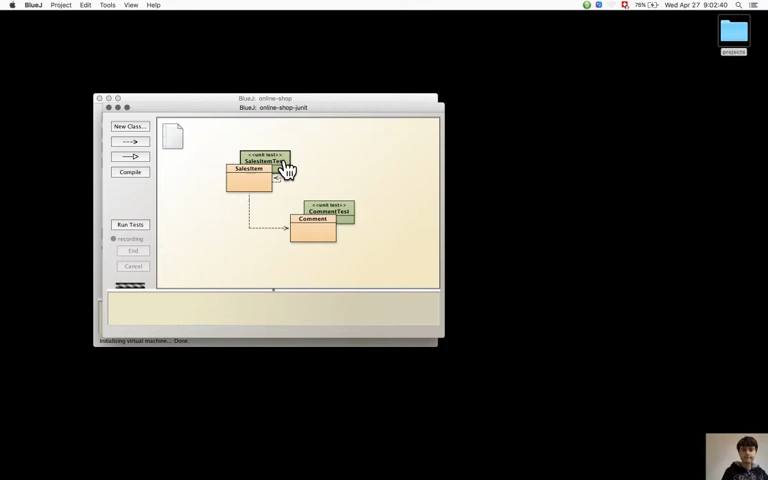 BlueJ Project Edit Tools View Help 76% Wed Apr 27 9:02:40
projects
BlueJ: online-shop
BlueJ: online-shop-junit
New Class...
<<unit test>>
SalesItemTes
SalesItem
Compile
<<unit test>>
CommentTest
Comment
Run Tests
recording
End
Cancel
Initialising virtual machine... Done.